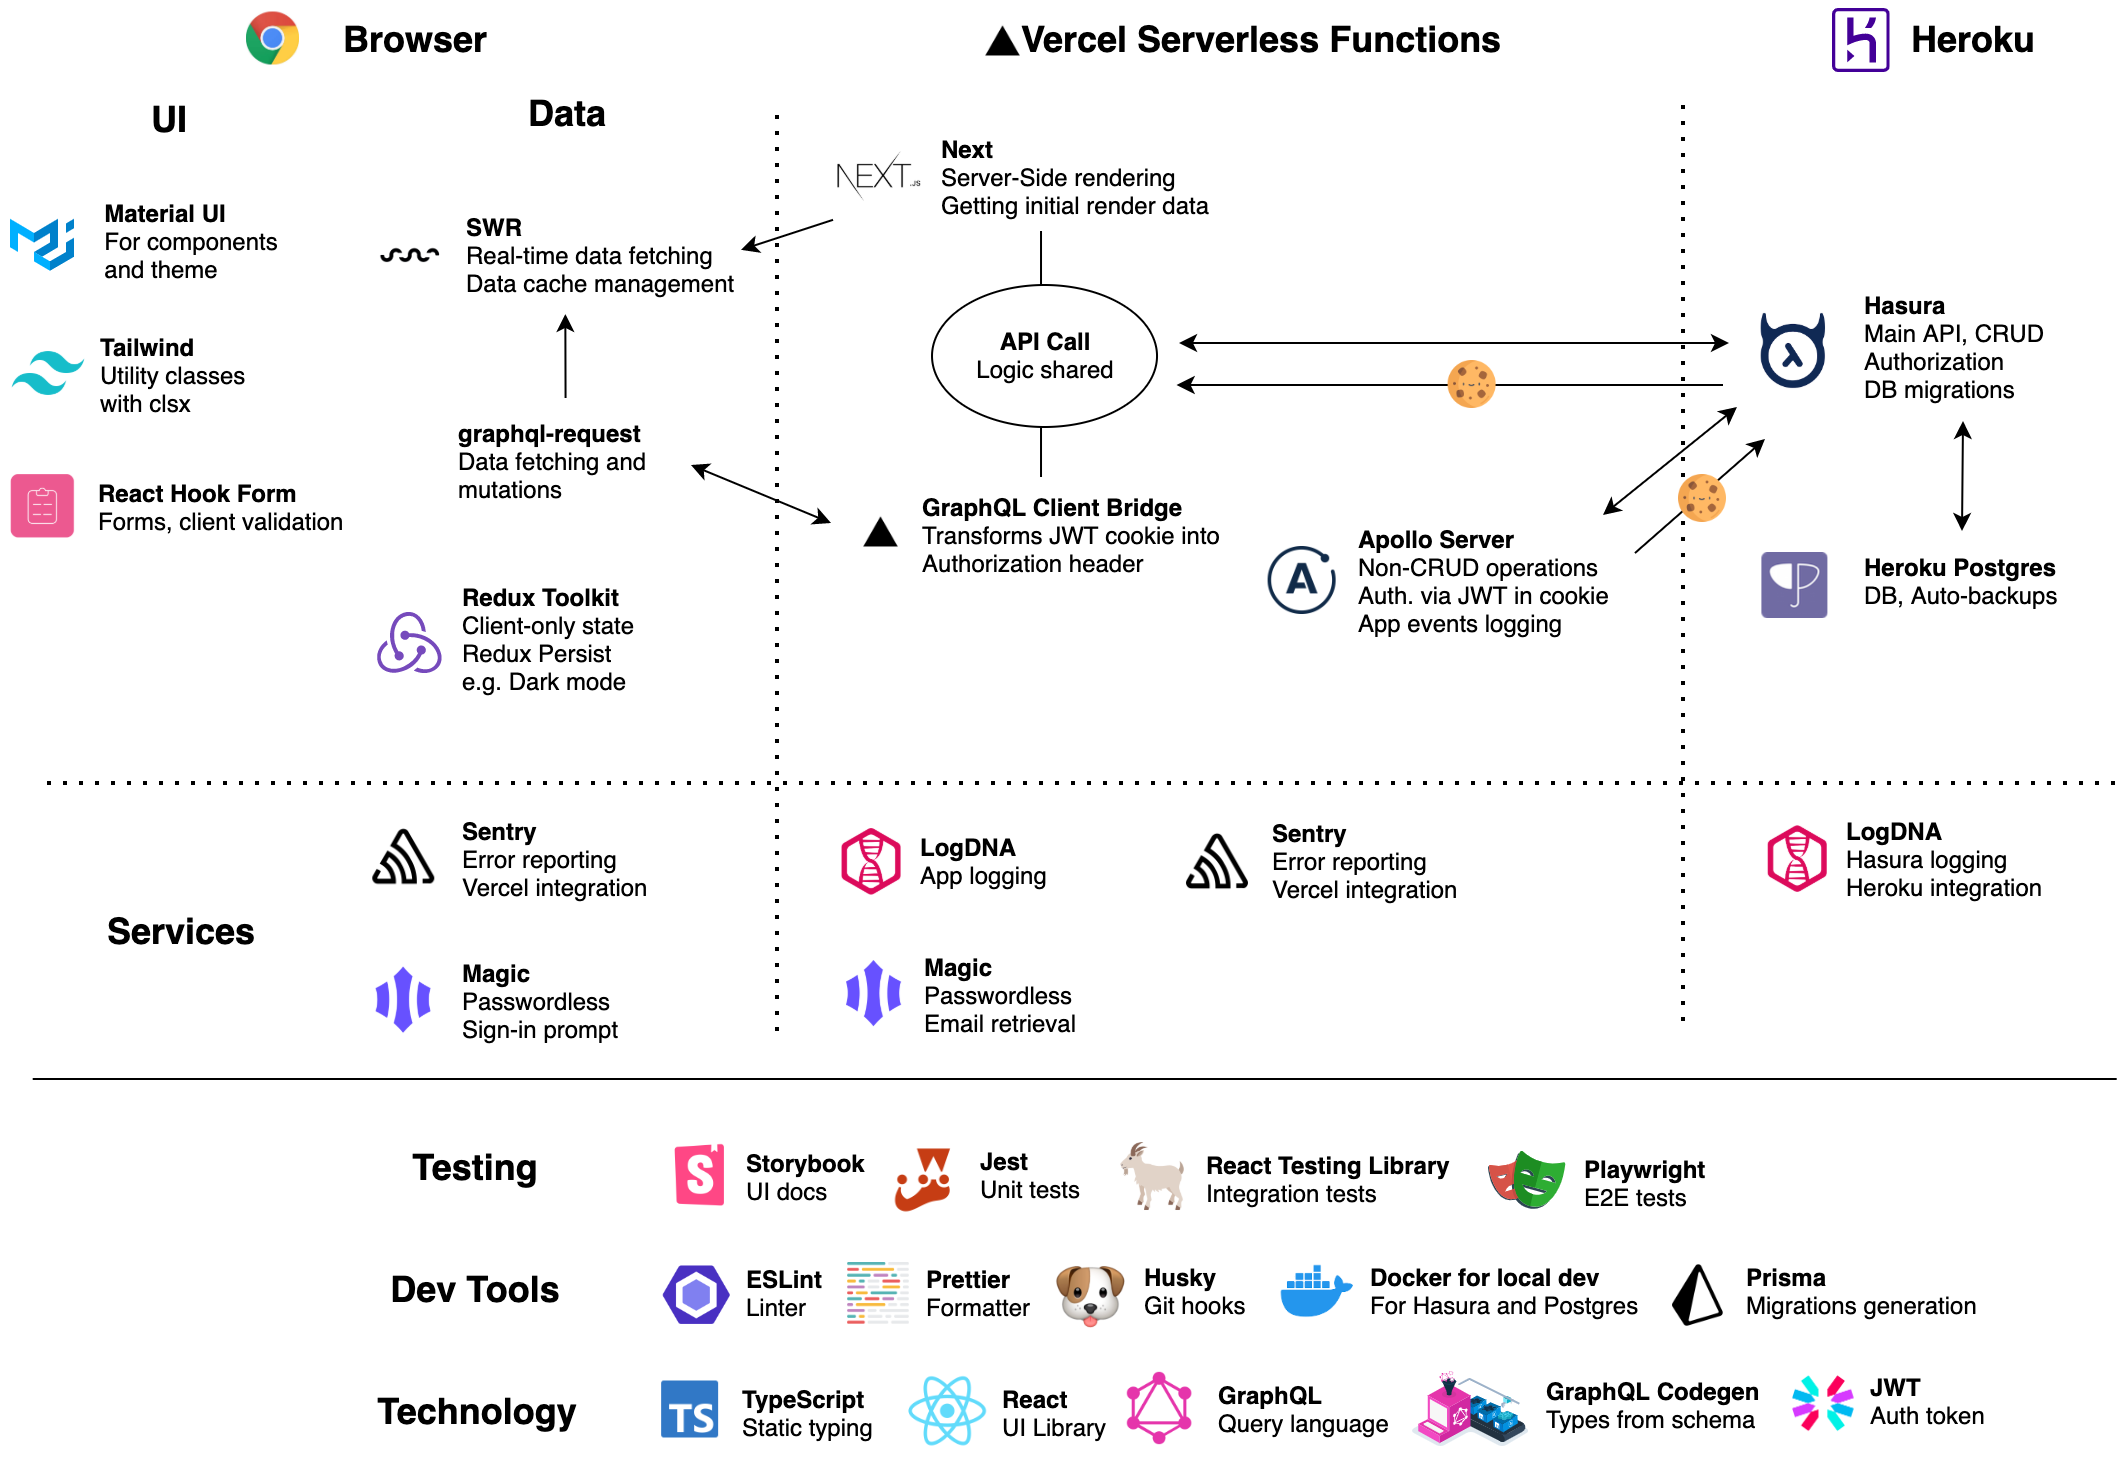 Browser
Vercel Serverless Functions
Heroku
UI
Data
Material UI
For components
and theme
Tailwind
Utility classes
with clsx
React Hook Form
Forms, client validation
SWR
Real-time data fetching
Data cache management
graphql-request
Data fetching and
mutations
Redux Toolkit
Client-only state
Redux Persist
e.g. Dark mode
NEXT.JS
Next
Server-Side rendering
Getting initial render data
API Call
Logic shared
GraphQL Client Bridge
Transforms JWT cookie into
Authorization header
Apollo Server
Non-CRUD operations
Auth. via JWT in cookie
App events logging
Hasura
Main API, CRUD
Authorization
DB migrations
Heroku Postgres
DB, Auto-backups
Services
Sentry
Error reporting
Vercel integration
Magic
Passwordless
Sign-in prompt
LogDNA
App logging
Sentry
Error reporting
Vercel integration
Magic
Passwordless
Email retrieval
LogDNA
Hasura logging
Heroku integration
Testing
Storybook
UI docs
Jest
Unit tests
React Testing Library
Integration tests
Playwright
E2E tests
Dev Tools
ESLint
Linter
Prettier
Formatter
Husky
Git hooks
Docker for local dev
For Hasura and Postgres
Prisma
Migrations generation
Technology
TS
TypeScript
Static typing
React
UI Library
GraphQL
Query language
GraphQL Codegen
Types from schema
JWT
Auth token